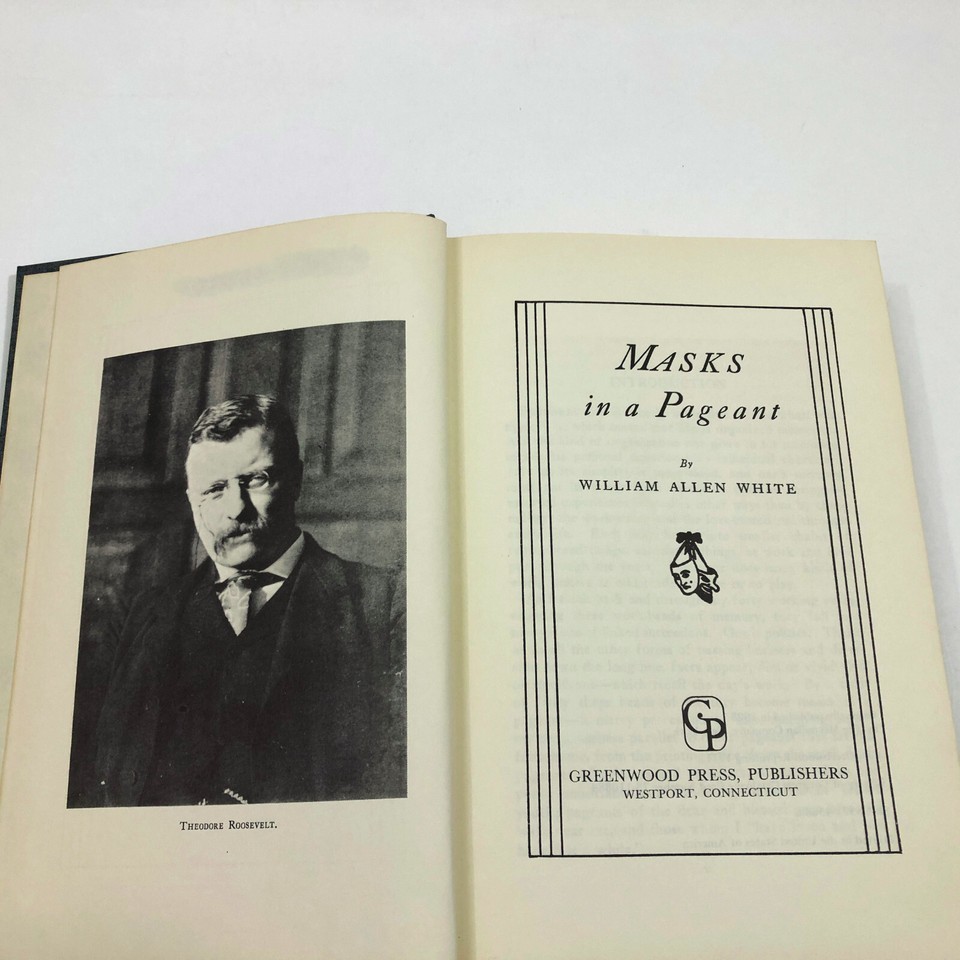 THEODORE ROOSEVELT.
MASKS
in a Pageant
By
WILLIAM ALLEN WHITE
GP
GREENWOOD PRESS, PUBLISHERS
WESTPORT, CONNECTICUT